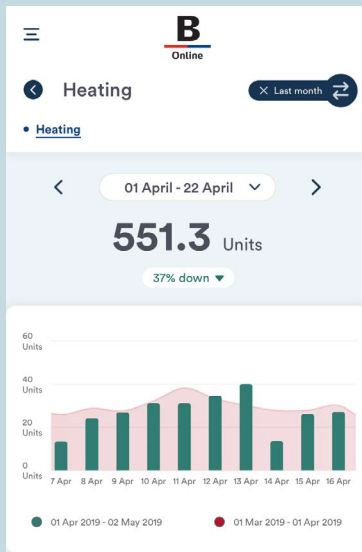 B
Online
Heating
Last month
Heating
01 April - 22 April
551.3 Units
37% down
60
Units
40
Units
20
Units
0
Units
7 Apr 8 Apr 9 Apr 10 Apr 11 Apr 12 Apr 13 Apr 14 Apr 15 Apr 16 Apr
01 Apr 2019 - 02 May 2019 01 Mar 2019 - 01 Apr 2019